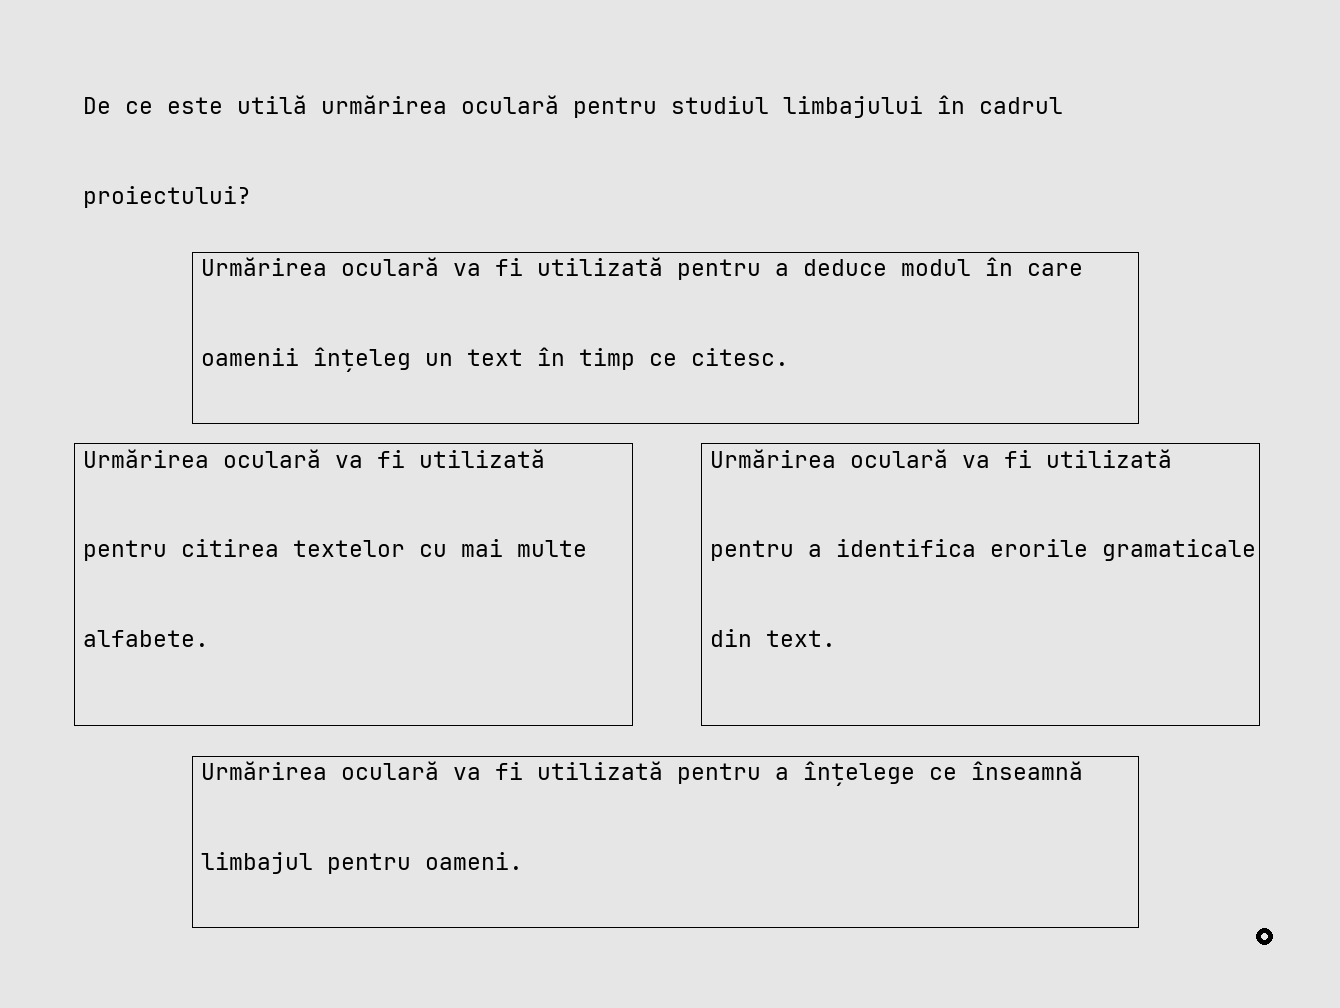 De ce este utilă urmărirea oculară pentru studiul limbajului în cadrul
proiectului?
Urmărirea oculară va fi utilizată pentru a deduce modul în care
oamenii înțeleg un text în timp ce citesc.
Urmărirea oculară va fi utilizată
pentru citirea textelor cu mai multe
alfabete.
Urmărirea oculară va fi utilizată
pentru a identifica erorile gramaticale
din text.
Urmărirea oculară va fi utilizată pentru a înțelege ce înseamnă
limbajul pentru oameni.